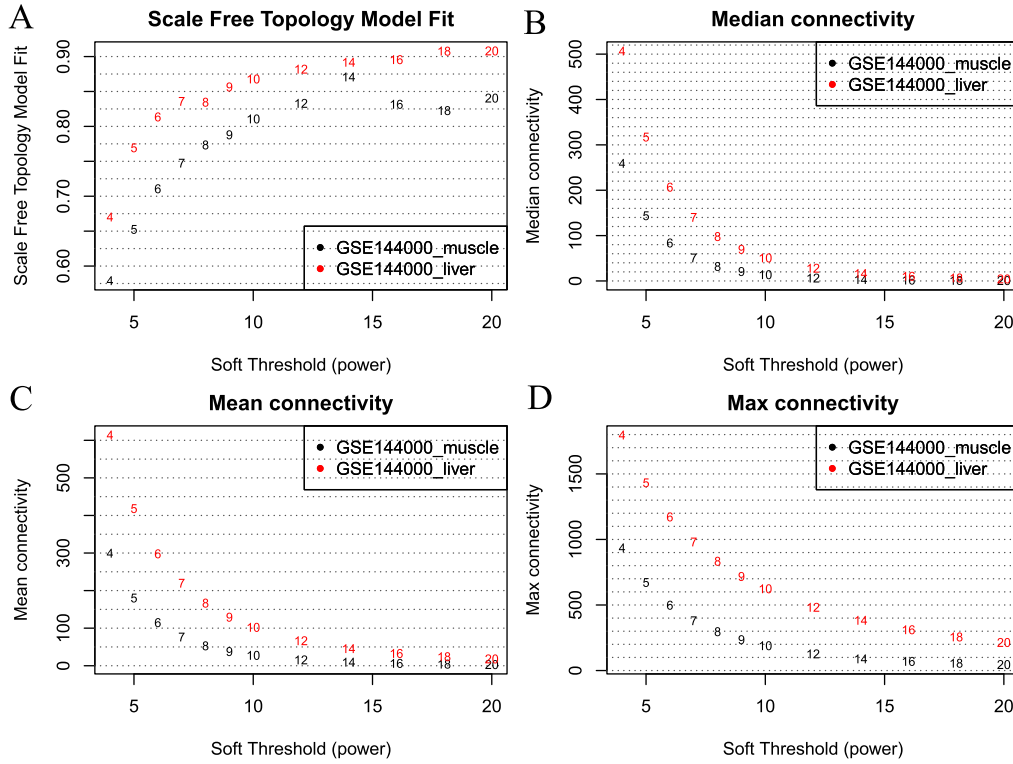 A
Scale Free Topology Model Fit
Scale Free Topology Model Fit
0.60 0.70 0.80 0.90
4 5 6 7 8 9 10 12 14 16 18 20
4 5 6 7 8 9 10 12 14 16 18 20
GSE144000_muscle
GSE144000_liver
5 10 15 20
Soft Threshold (power)
B
Median connectivity
Median connectivity
0 100 200 300 400 500
4 5 6 7 8 9 10 12 14 16 18 20
4 5 6 7 8 9 10 12 14 16 18 20
GSE144000_muscle
GSE144000_liver
5 10 15 20
Soft Threshold (power)
C
Mean connectivity
Mean connectivity
0 100 300 500
4 5 6 7 8 9 10 12 14 16 18 20
4 5 6 7 8 9 10 12 14 16 18 20
GSE144000_muscle
GSE144000_liver
5 10 15 20
Soft Threshold (power)
D
Max connectivity
Max connectivity
0 500 1000 1500
4 5 6 7 8 9 10 12 14 16 18 20
4 5 6 7 8 9 10 12 14 16 18 20
GSE144000_muscle
GSE144000_liver
5 10 15 20
Soft Threshold (power)